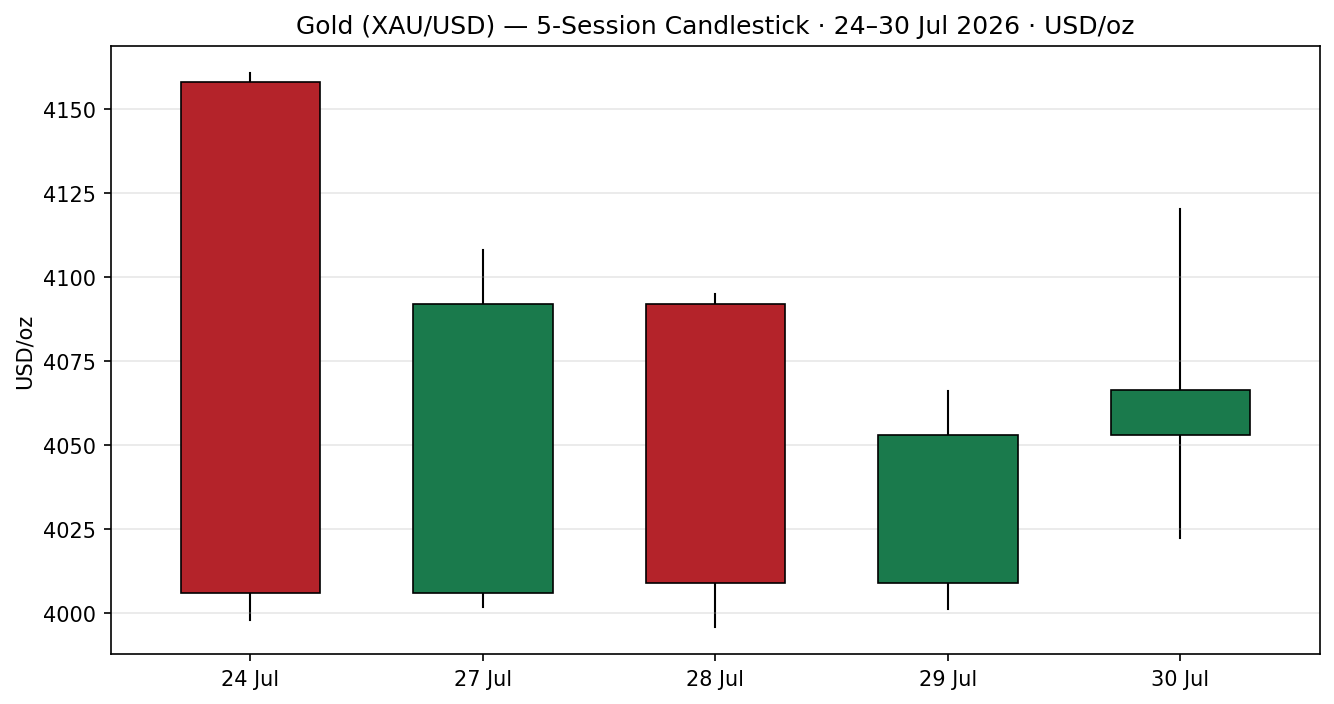 Gold (XAU/USD) — 5-Session Candlestick · 24–30 Jul 2026 · USD/oz
USD/oz
4150
4125
4100
4075
4050
4025
4000
24 Jul
27 Jul
28 Jul
29 Jul
30 Jul